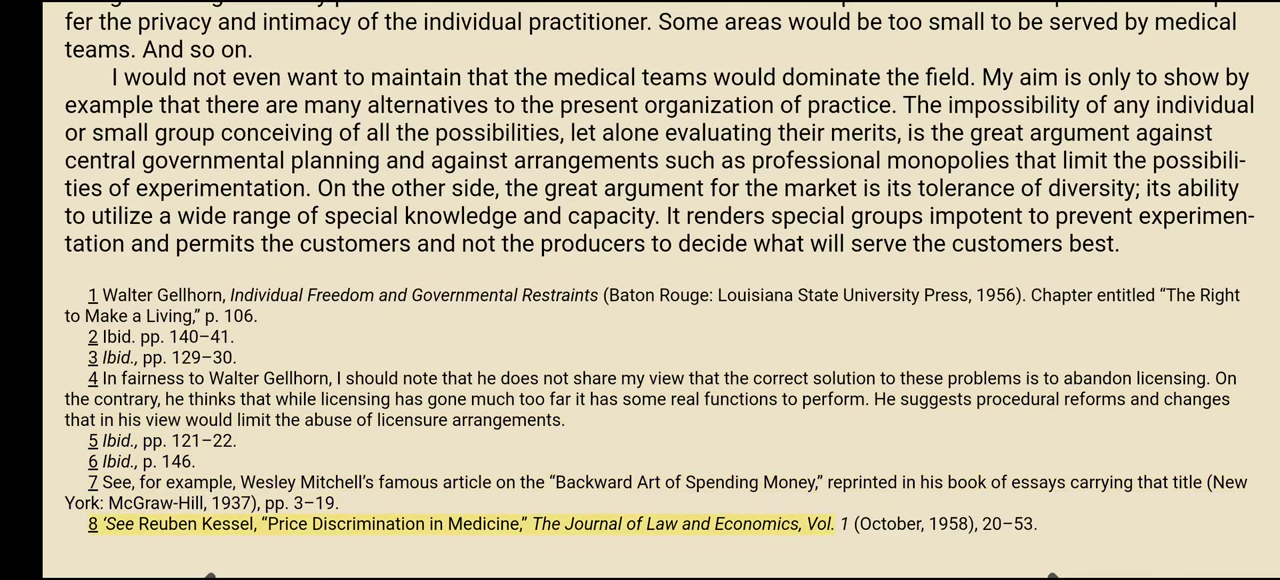 fer the privacy and intimacy of the individual practitioner. Some areas would be too small to be served by medical
teams. And so on.
I would not even want to maintain that the medical teams would dominate the field. My aim is only to show by
example that there are many alternatives to the present organization of practice. The impossibility of any individual
or small group conceiving of all the possibilities, let alone evaluating their merits, is the great argument against
central governmental planning and against arrangements such as professional monopolies that limit the possibili-
ties of experimentation. On the other side, the great argument for the market is its tolerance of diversity; its ability
to utilize a wide range of special knowledge and capacity. It renders special groups impotent to prevent experimen-
tation and permits the customers and not the producers to decide what will serve the customers best.
1 Walter Gellhorn, Individual Freedom and Governmental Restraints (Baton Rouge: Louisiana State University Press, 1956). Chapter entitled “The Right
to Make a Living,” p. 106.
2 Ibid. pp. 140–41.
3 Ibid., pp. 129–30.
4 In fairness to Walter Gellhorn, I should note that he does not share my view that the correct solution to these problems is to abandon licensing. On
the contrary, he thinks that while licensing has gone much too far it has some real functions to perform. He suggests procedural reforms and changes
that in his view would limit the abuse of licensure arrangements.
5 Ibid., pp. 121–22.
6 Ibid., p. 146.
7 See, for example, Wesley Mitchell’s famous article on the “Backward Art of Spending Money,” reprinted in his book of essays carrying that title (New
York: McGraw-Hill, 1937), pp. 3–19.
8 ‘See Reuben Kessel, “Price Discrimination in Medicine,” The Journal of Law and Economics, Vol. 1 (October, 1958), 20–53.